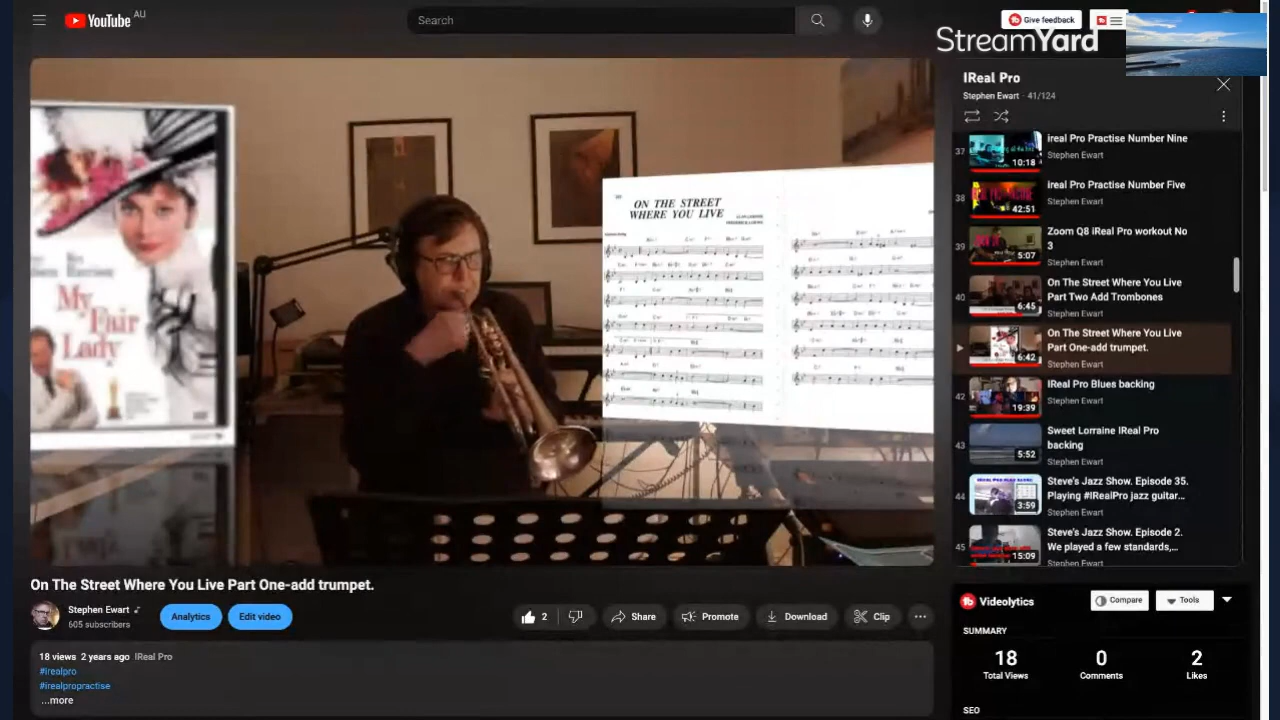 YouTube AU
Search
Give feedback
StreamYard
IReal Pro
Stephen Ewart · 41/124
37
10:18
ireal Pro Practise Number Nine
Stephen Ewart
38
42:51
ireal Pro Practise Number Five
Stephen Ewart
39
5:07
Zoom Q8 iReal Pro workout No
3
Stephen Ewart
40
6:45
On The Street Where You Live
Part Two Add Trombones
Stephen Ewart
6:42
On The Street Where You Live
Part One-add trumpet.
Stephen Ewart
42
19:39
IReal Pro Blues backing
Stephen Ewart
43
5:52
Sweet Lorraine IReal Pro
backing
Stephen Ewart
44
3:59
Steve's Jazz Show. Episode 35.
Playing #IRealPro jazz guitar...
Stephen Ewart
45
15:09
Steve's Jazz Show. Episode 2.
We played a few standards,...
Stephen Ewart
My
Fair
Lady
ON THE STREET
WHERE YOU LIVE
On The Street Where You Live Part One-add trumpet.
Stephen Ewart
605 subscribers
Analytics
Edit video
2
Share
Promote
Download
Clip
18 views 2 years ago IReal Pro
#irealpro
#irealpropractise
...more
Videolytics
Compare
Tools
SUMMARY
18
Total Views
0
Comments
2
Likes
SEO